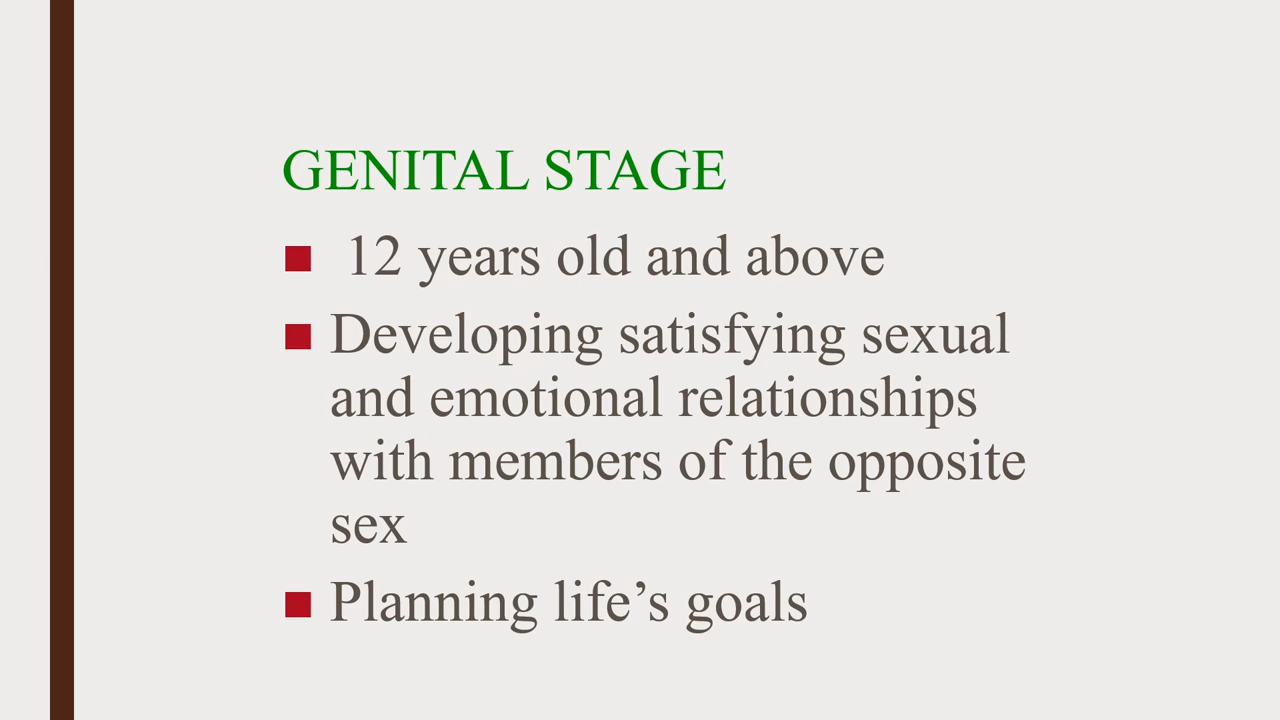 GENITAL STAGE
12 years old and above
Developing satisfying sexual
and emotional relationships
with members of the opposite
sex
Planning life’s goals